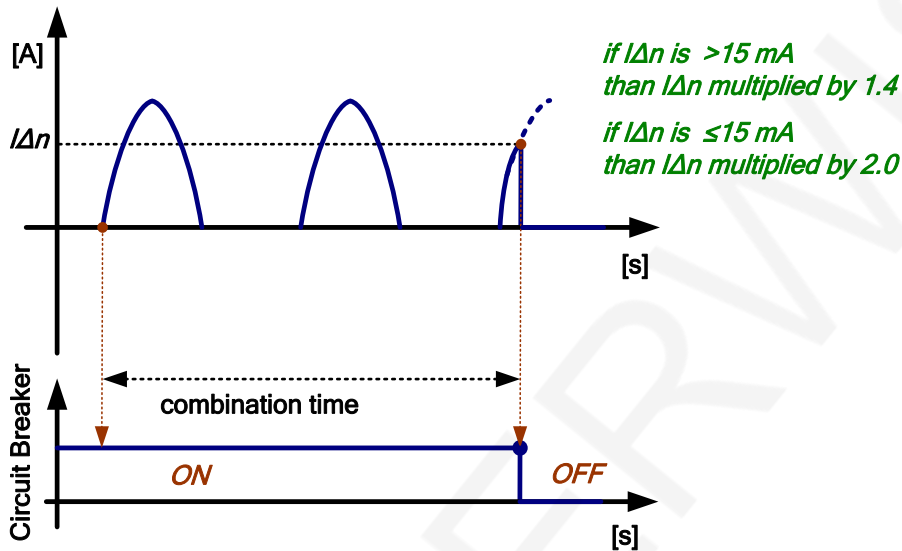 [A]
if IΔn is >15 mA
than IΔn multiplied by 1.4
IΔn
if IΔn is ≤15 mA
than IΔn multiplied by 2.0
[s]
Circuit Breaker
combination time
ON
OFF
[s]